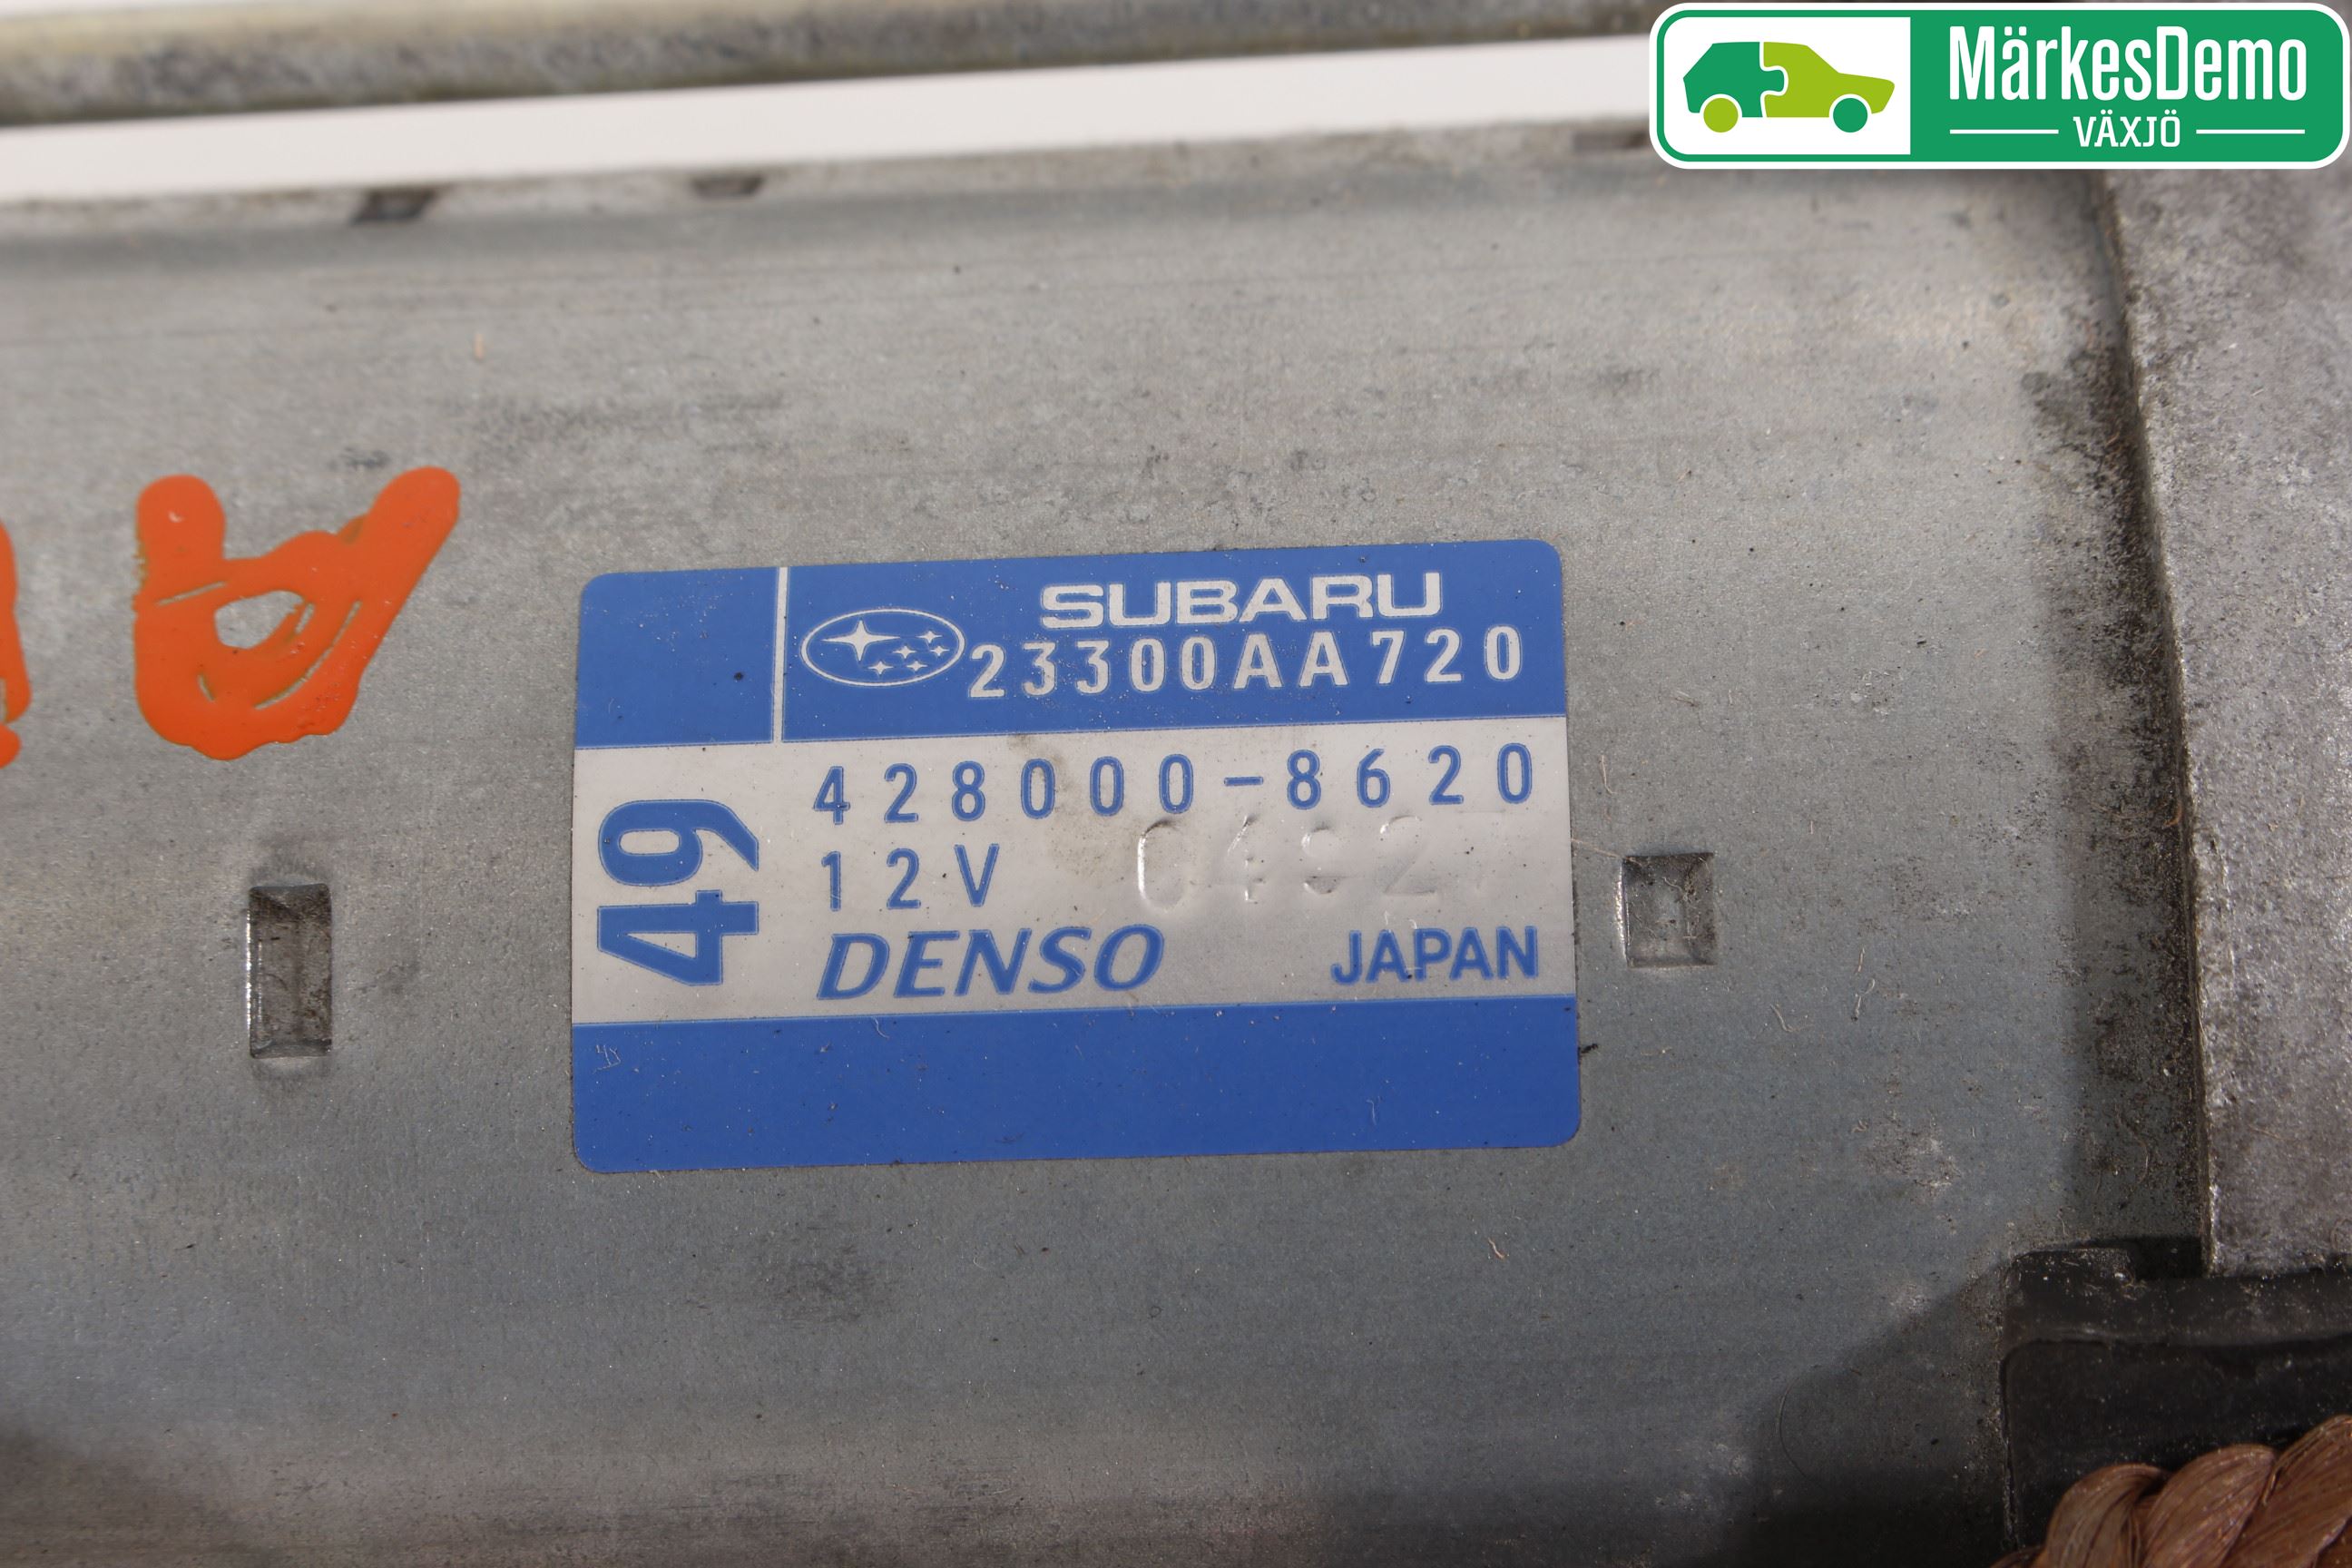 MärkesDemo
VÄXJÖ
SUBARU
23300AA720
49
428000-8620
12V
DENSO
JAPAN